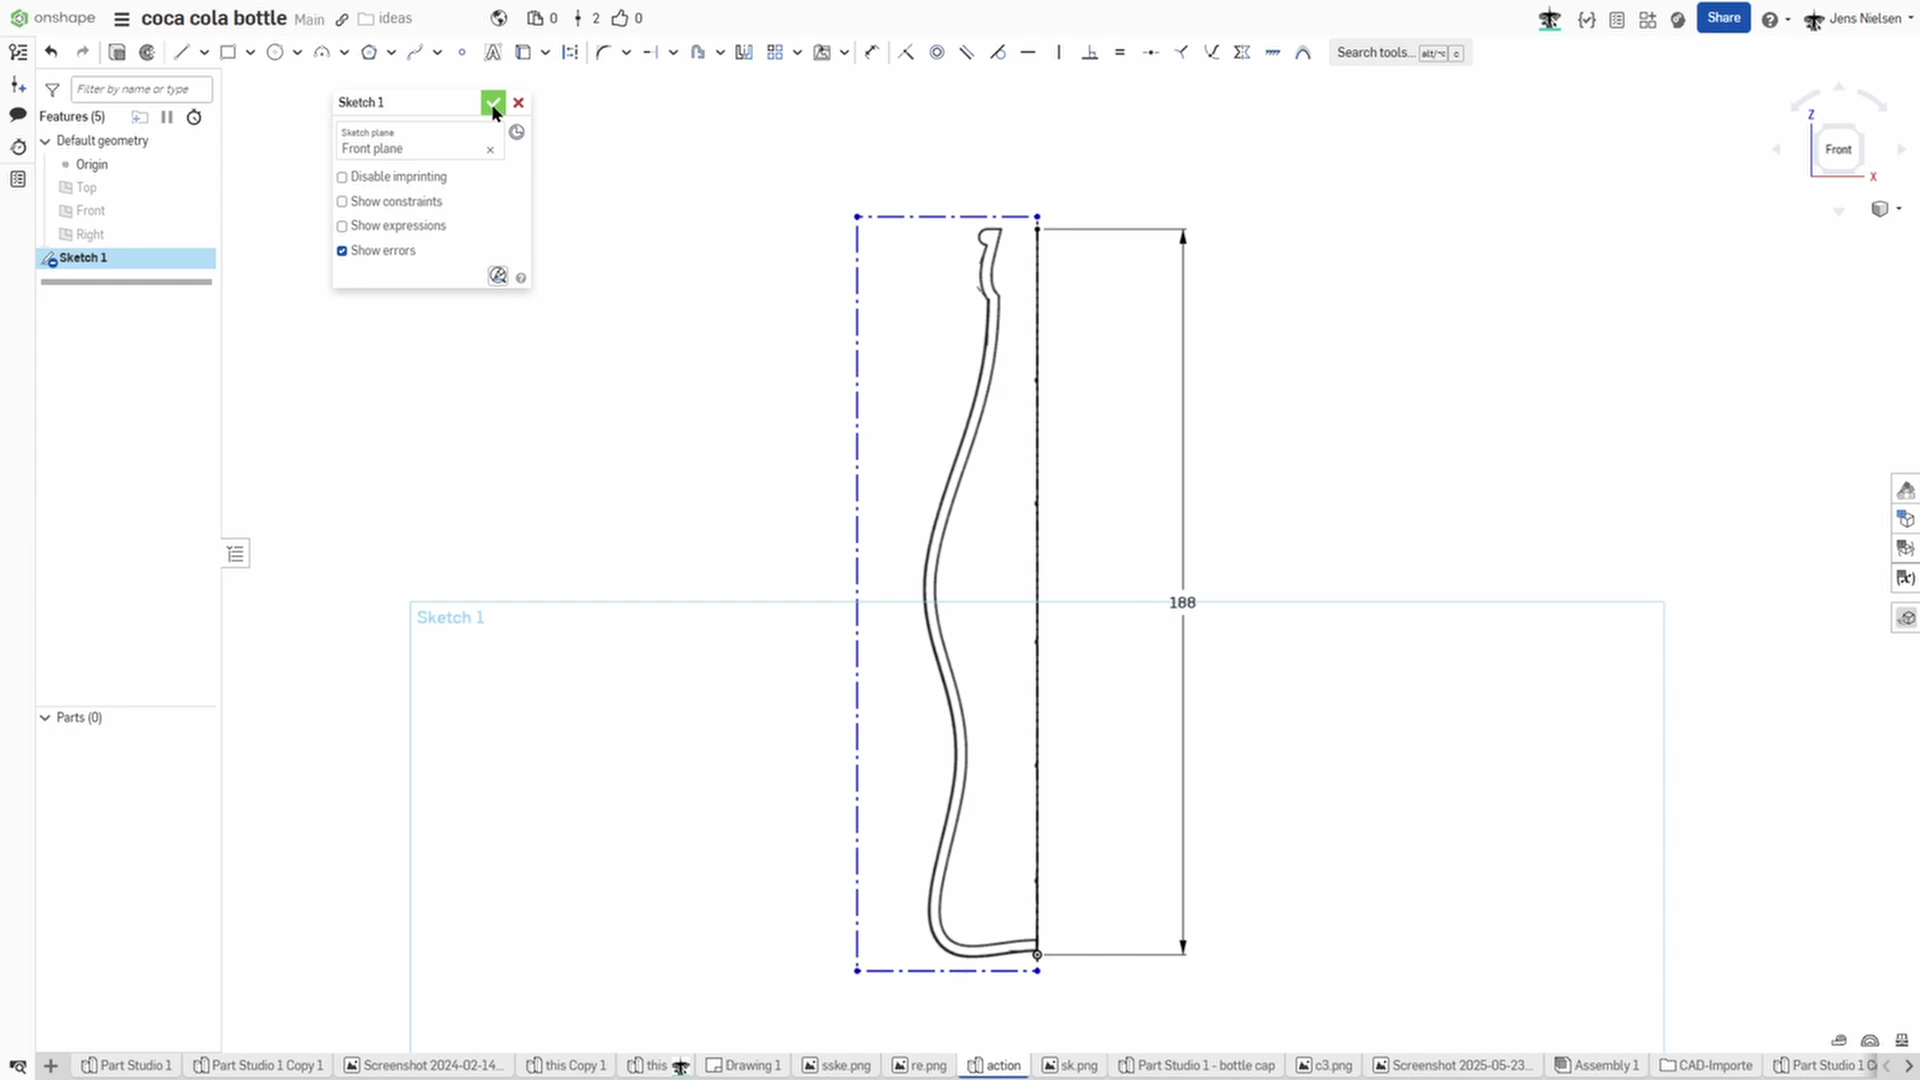 onshape coca cola bottle Main ideas 0 2 0 Share Jens Nielsen
Search tools... alt/⌥ c
Filter by name or type
Features (5)
Default geometry
Origin
Top
Front
Right
Sketch 1
Parts (0)
Sketch 1
Sketch plane
Front plane
Disable imprinting
Show constraints
Show expressions
Show errors
Z
Front
X
188
Sketch 1
Part Studio 1 Part Studio 1 Copy 1 Screenshot 2024-02-14... this Copy 1 this Drawing 1 sske.png re.png action sk.png Part Studio 1 - bottle cap c3.png Screenshot 2025-05-23... Assembly 1 CAD-Importe Part Studio 1 C